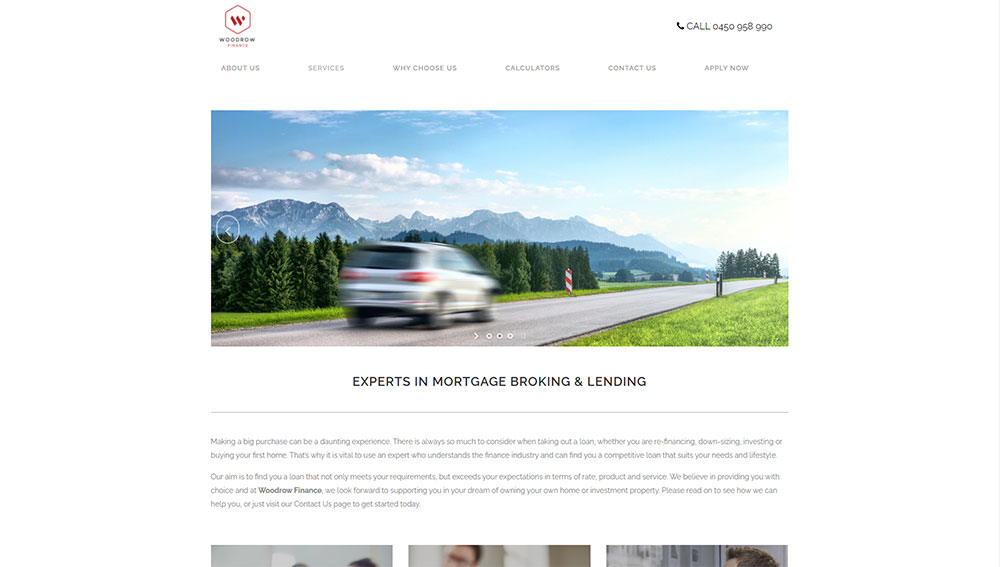 WOODROW
FINANCE
CALL 0450 958 990
ABOUT US SERVICES WHY CHOOSE US CALCULATORS CONTACT US APPLY NOW
EXPERTS IN MORTGAGE BROKING & LENDING
Making a big purchase can be a daunting experience. There is always so much to consider when taking out a loan, whether you are re-financing, down-sizing, investing or
buying your first home. Thats why it is vital to use an expert who understands the finance industry and can find you a competitive loan that suits your needs and lifestyle.
Our aim is to find you a loan that not only meets your requirements, but exceeds your expectations in terms of rate, product and service. We believe in providing you with
choice and at Woodrow Finance, we look forward to supporting you in your dream of owning your own home or investment property. Please read on to see how we can
help you, or just visit our Contact Us page to get started today.